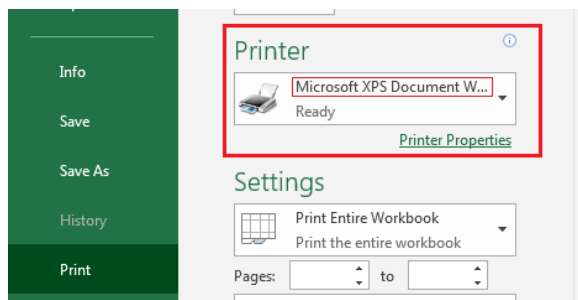 Info
Save
Save As
History
Print
Printer
Microsoft XPS Document W...
Ready
Printer Properties
Settings
Print Entire Workbook
Print the entire workbook
Pages: to